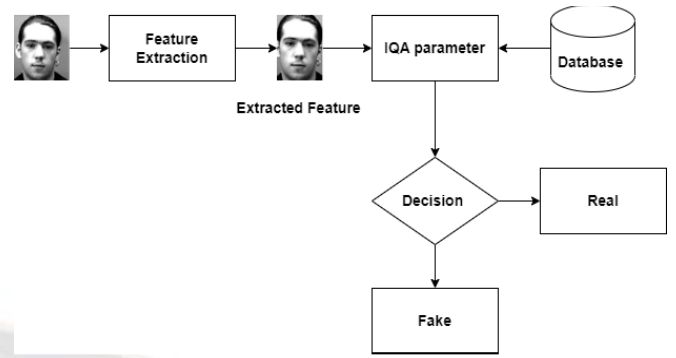 Feature
Extraction
IQA parameter
Database
Extracted Feature
Decision
Real
Fake